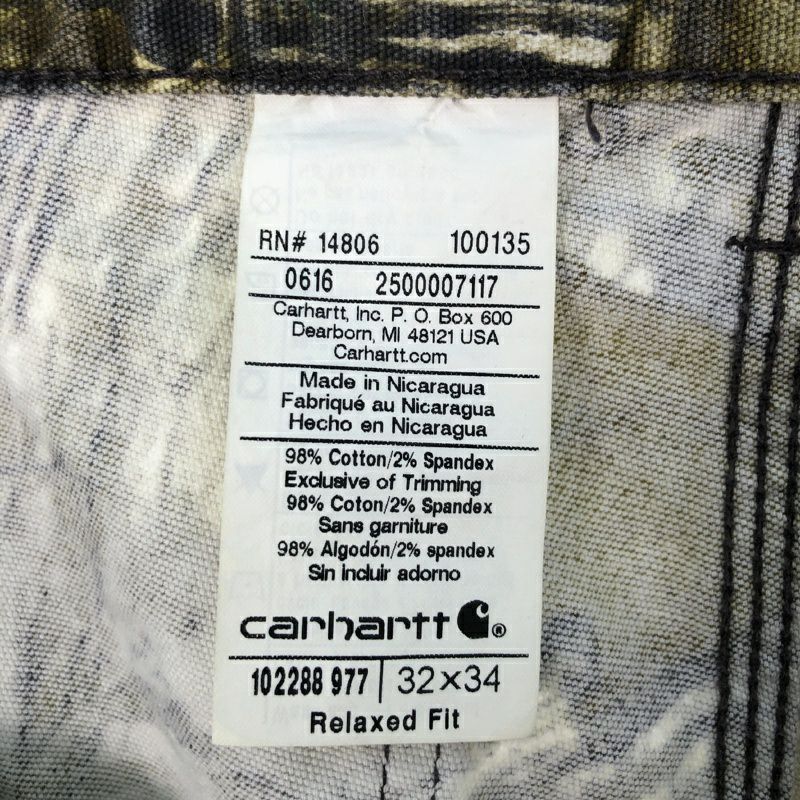 RN# 14806 100135
0616 2500007117
Carhartt, Inc. P. O. Box 600
Dearborn, MI 48121 USA
Carhartt.com
Made in Nicaragua
Fabriqué au Nicaragua
Hecho en Nicaragua
98% Cotton/2% Spandex
Exclusive of Trimming
98% Coton/2% Spandex
Sans garniture
98% Algodón/2% spandex
Sin incluir adorno
carhartt ®
102288 977 32×34
Relaxed Fit